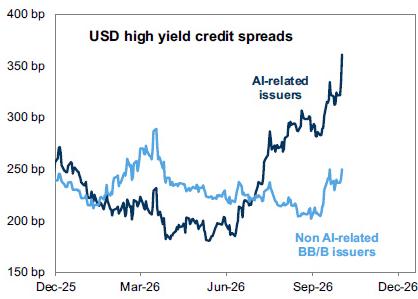 USD high yield credit spreads
400 bp
350 bp
300 bp
250 bp
200 bp
150 bp
AI-related
issuers
Non AI-related
BB/B issuers
Dec-25
Mar-26
Jun-26
Sep-26
Dec-26